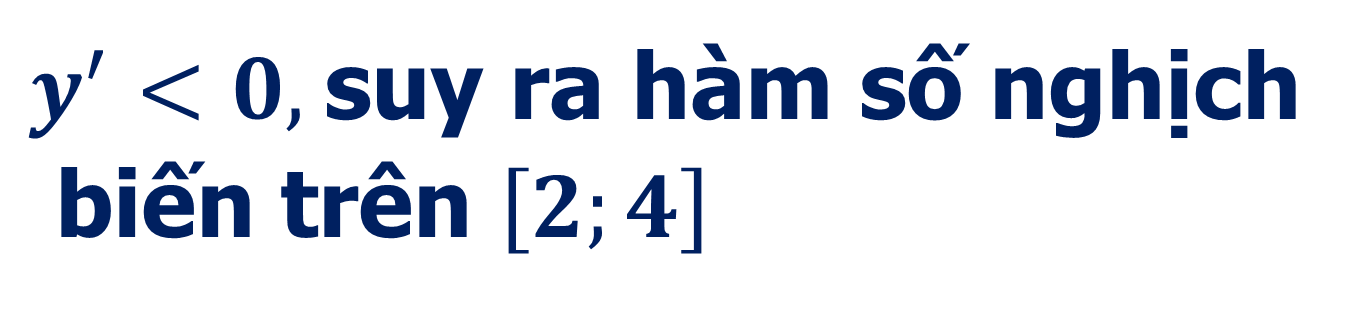 y′ < 0, suy ra hàm số nghịch
biến trên [2; 4]